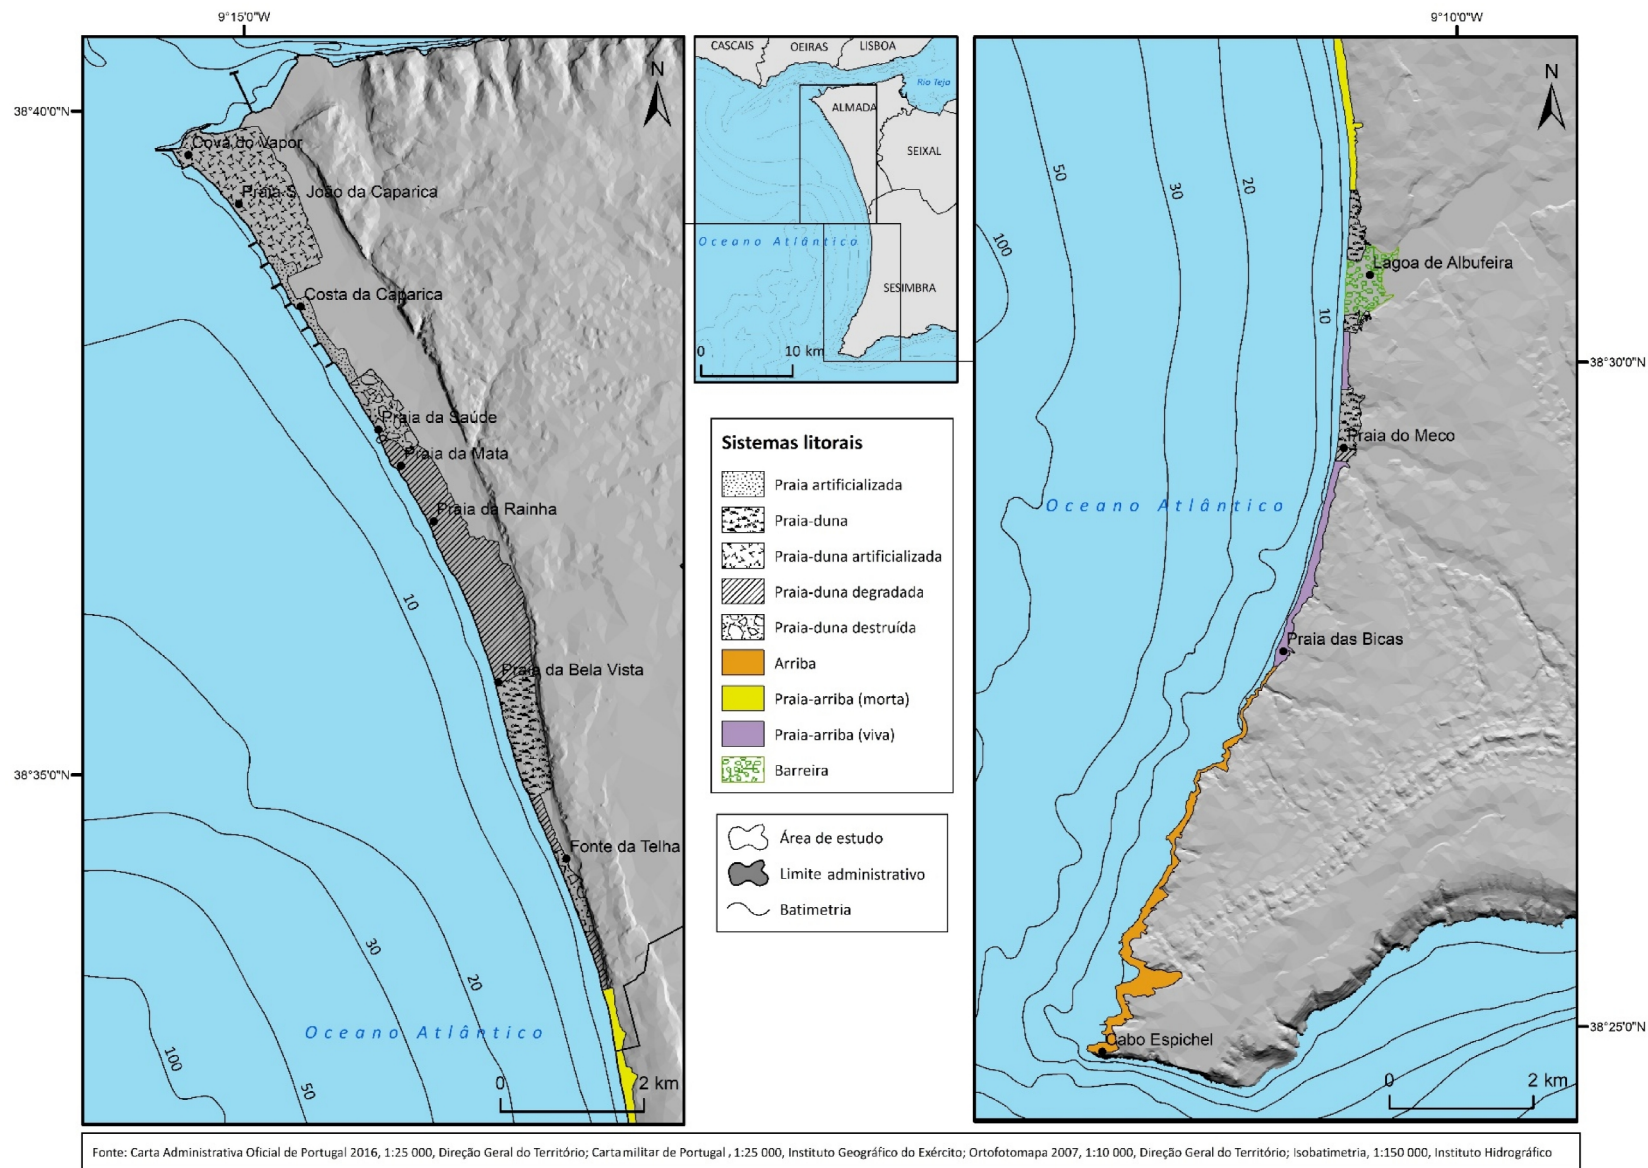 9°15'0"W
9°10'0"W
38°40'0"N
38°35'0"N
N
Cova do Vapor
Praia S. João da Caparica
Costa da Caparica
Praia da Saúde
Praia da Mata
Praia da Rainha
Praia da Bela Vista
Fonte da Telha
10
30
20
100
50
Oceano Atlântico
0
2 km
CASCAIS
OEIRAS
LISBOA
Rio Tejo
ALMADA
SEIXAL
Oceano Atlântico
SESIMBRA
0
10 km
Sistemas litorais
Praia artificializada
Praia-duna
Praia-duna artificializada
Praia-duna degradada
Praia-duna destruída
Arriba
Praia-arriba (morta)
Praia-arriba (viva)
Barreira
Área de estudo
Limite administrativo
Batimetria
N
50
30
20
100
10
Lagoa de Albufeira
Praia do Meco
Oceano Atlântico
Praia das Bicas
Cabo Espichel
0
2 km
38°30'0"N
38°25'0"N
Fonte: Carta Administrativa Oficial de Portugal 2016, 1:25 000, Direção Geral do Território; Carta militar de Portugal , 1:25 000, Instituto Geográfico do Exército; Ortofotomapa 2007, 1:10 000, Direção Geral do Território; Isobatimetria, 1:150 000, Instituto Hidrográfico